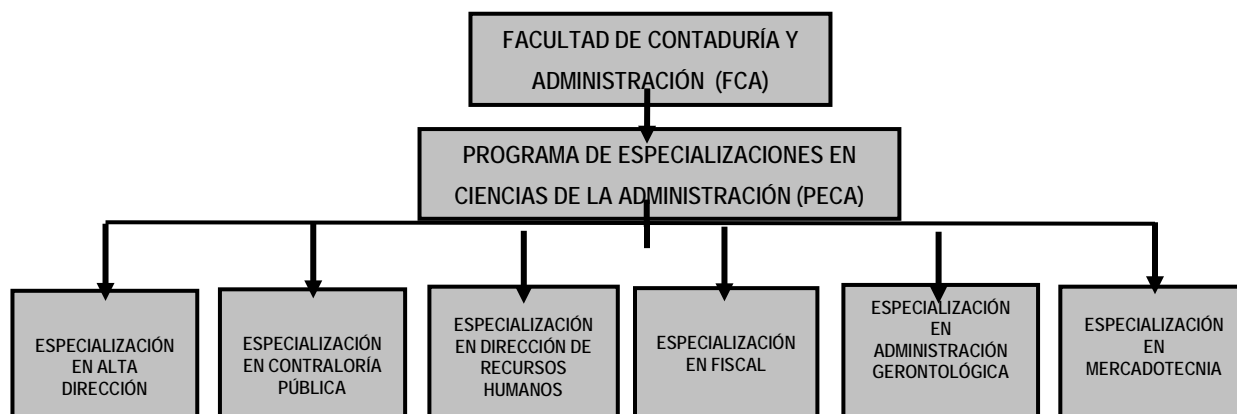 FACULTAD DE CONTADURÍA Y
ADMINISTRACIÓN (FCA)
PROGRAMA DE ESPECIALIZACIONES EN
CIENCIAS DE LA ADMINISTRACIÓN (PECA)
ESPECIALIZACIÓN
EN ALTA
DIRECCIÓN
ESPECIALIZACIÓN
EN CONTRALORÍA
PÚBLICA
ESPECIALIZACIÓN
EN DIRECCIÓN DE
RECURSOS
HUMANOS
ESPECIALIZACIÓN
EN FISCAL
ESPECIALIZACIÓN
EN
ADMINISTRACIÓN
GERONTOLÓGICA
ESPECIALIZACIÓN
EN
MERCADOTECNIA